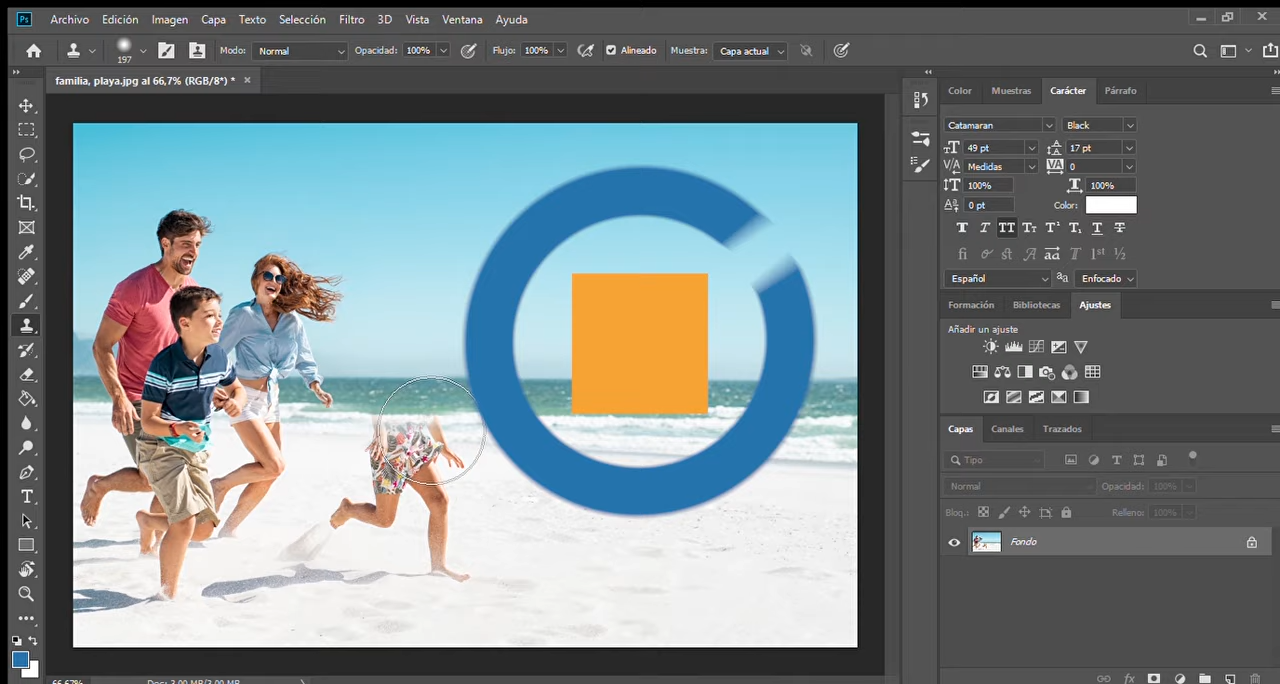 Ps Archivo Edición Imagen Capa Texto Selección Filtro 3D Vista Ventana Ayuda
197 Modo: Normal Opacidad: 100% Flujo: 100% Alineado Muestra: Capa actual
familia, playa.jpg al 66,7% (RGB/8*) * ×
Color Muestras Carácter Párrafo
Catamaran Black
49 pt 17 pt
Medidas 0
100% 100%
0 pt Color:
Español Enfocado
Formación Bibliotecas Ajustes
Añadir un ajuste
Capas Canales Trazados
Tipo
Normal Opacidad: 100%
Bloq.: Relleno: 100%
Fondo
66,67% Doc: 3,00 MB/3,00 MB